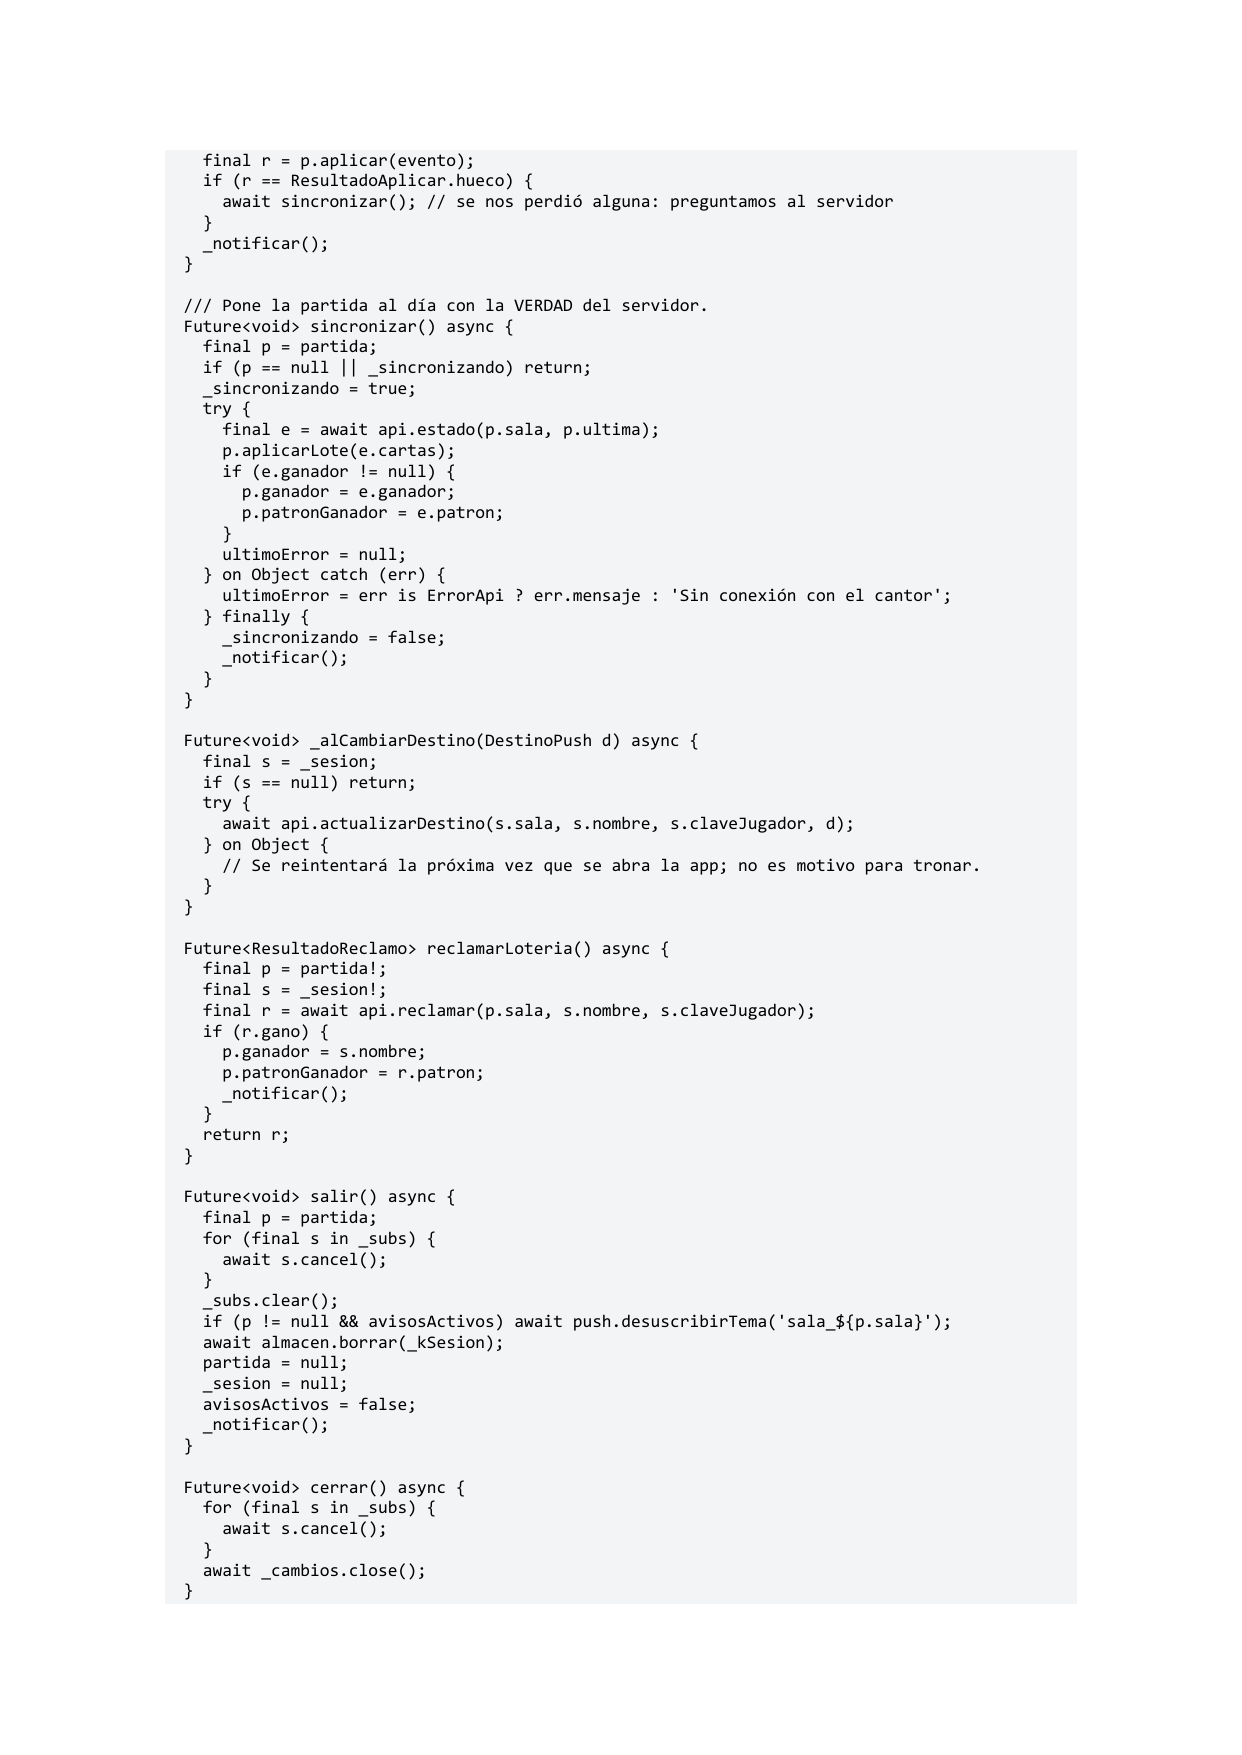 final r = p.aplicar(evento);
  if (r == ResultadoAplicar.hueco) {
    await sincronizar(); // se nos perdió alguna: preguntamos al servidor
  }
  _notificar();
}

/// Pone la partida al día con la VERDAD del servidor.
Future<void> sincronizar() async {
  final p = partida;
  if (p == null || _sincronizando) return;
  _sincronizando = true;
  try {
    final e = await api.estado(p.sala, p.ultima);
    p.aplicarLote(e.cartas);
    if (e.ganador != null) {
      p.ganador = e.ganador;
      p.patronGanador = e.patron;
    }
    ultimoError = null;
  } on Object catch (err) {
    ultimoError = err is ErrorApi ? err.mensaje : 'Sin conexión con el cantor';
  } finally {
    _sincronizando = false;
    _notificar();
  }
}

Future<void> _alCambiarDestino(DestinoPush d) async {
  final s = _sesion;
  if (s == null) return;
  try {
    await api.actualizarDestino(s.sala, s.nombre, s.claveJugador, d);
  } on Object {
    // Se reintentará la próxima vez que se abra la app; no es motivo para tronar.
  }
}

Future<ResultadoReclamo> reclamarLoteria() async {
  final p = partida!;
  final s = _sesion!;
  final r = await api.reclamar(p.sala, s.nombre, s.claveJugador);
  if (r.gano) {
    p.ganador = s.nombre;
    p.patronGanador = r.patron;
    _notificar();
  }
  return r;
}

Future<void> salir() async {
  final p = partida;
  for (final s in _subs) {
    await s.cancel();
  }
  _subs.clear();
  if (p != null && avisosActivos) await push.desuscribirTema('sala_${p.sala}');
  await almacen.borrar(_kSesion);
  partida = null;
  _sesion = null;
  avisosActivos = false;
  _notificar();
}

Future<void> cerrar() async {
  for (final s in _subs) {
    await s.cancel();
  }
  await _cambios.close();
}